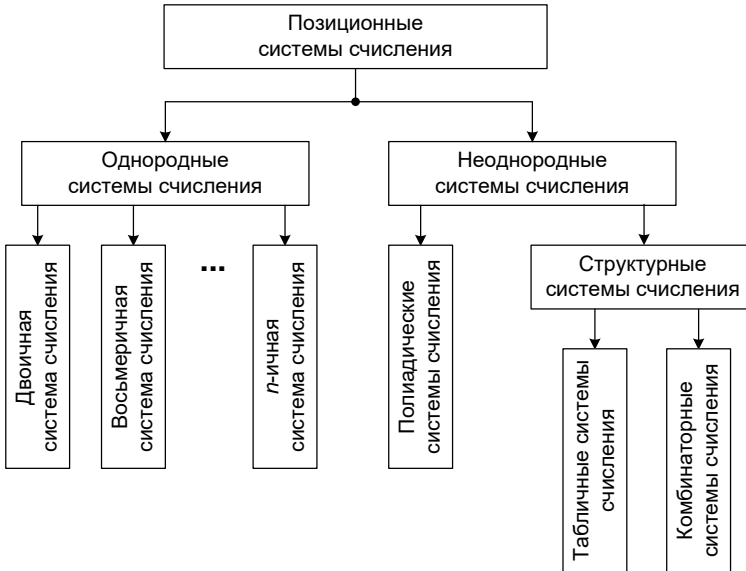 Позиционные
системы счисления
Однородные
системы счисления
Неоднородные
системы счисления
Двоичная
система счисления
Восьмеричная
система счисления
...
n-ичная
система счисления
Полиадические
системы счисления
Структурные
системы счисления
Табличные системы
счисления
Комбинаторные
системы счисления